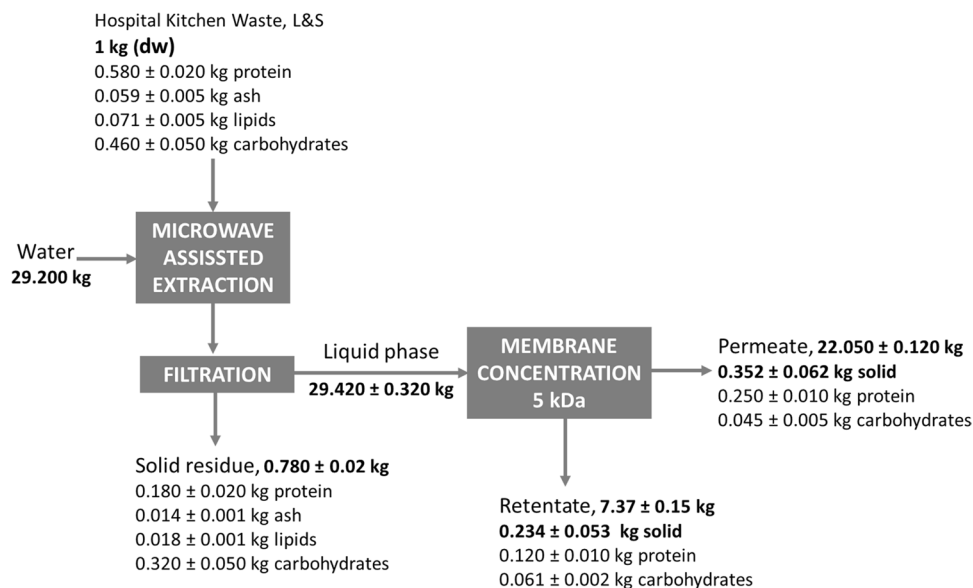 Hospital Kitchen Waste, L&S
1 kg (dw)
0.580 ± 0.020 kg protein
0.059 ± 0.005 kg ash
0.071 ± 0.005 kg lipids
0.460 ± 0.050 kg carbohydrates
MICROWAVE
ASSISSTED
EXTRACTION
Water
29.200 kg
FILTRATION
Liquid phase
29.420 ± 0.320 kg
MEMBRANE
CONCENTRATION
5 kDa
Permeate, 22.050 ± 0.120 kg
0.352 ± 0.062 kg solid
0.250 ± 0.010 kg protein
0.045 ± 0.005 kg carbohydrates
Solid residue, 0.780 ± 0.02 kg
0.180 ± 0.020 kg protein
0.014 ± 0.001 kg ash
0.018 ± 0.001 kg lipids
0.320 ± 0.050 kg carbohydrates
Retentate, 7.37 ± 0.15 kg
0.234 ± 0.053 kg solid
0.120 ± 0.010 kg protein
0.061 ± 0.002 kg carbohydrates